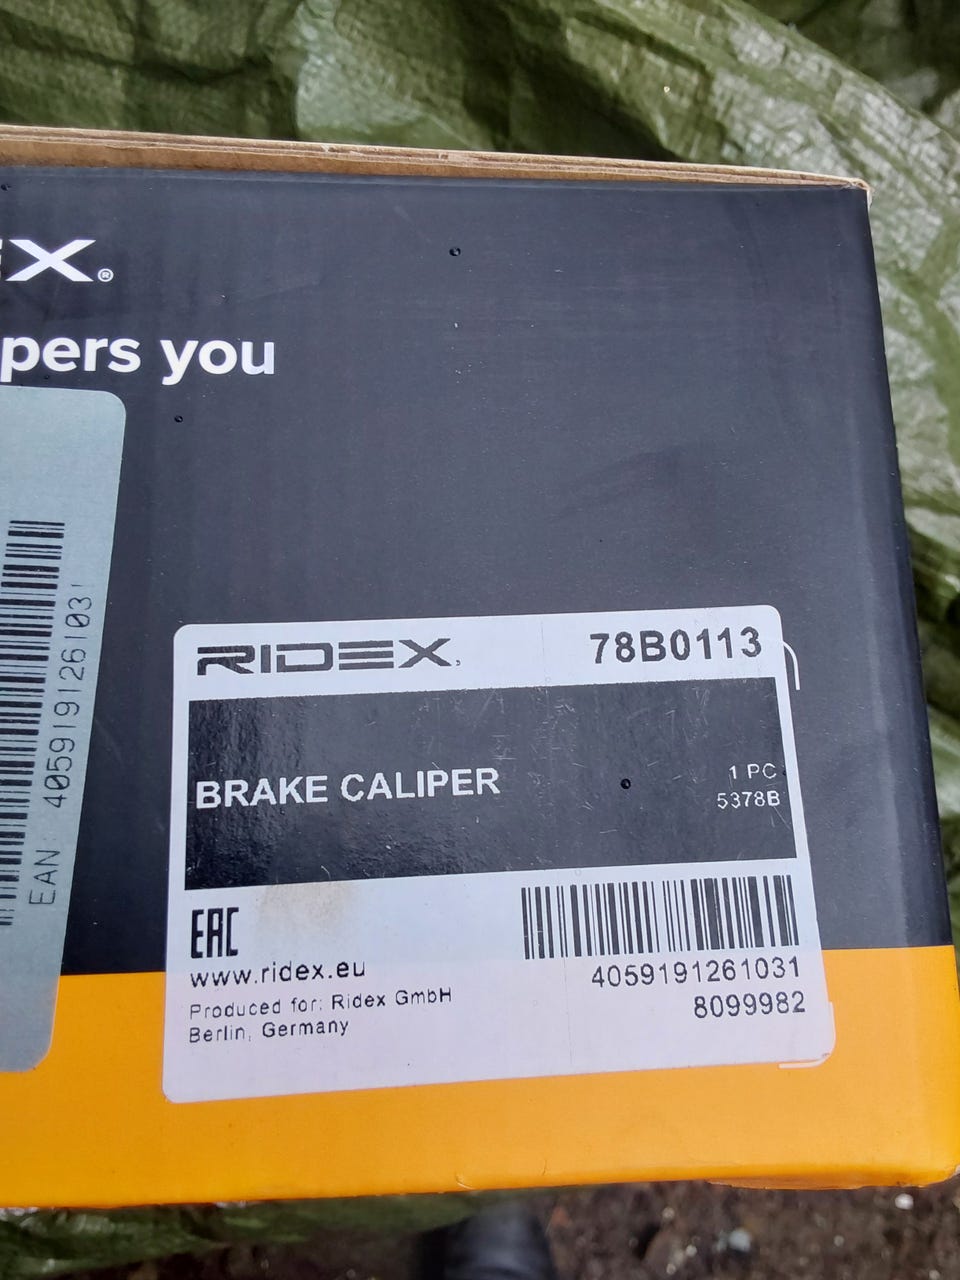 EX®
pers you
EAN: 4059191261031
RIDEX
78B0113
BRAKE CALIPER
1 PC
5378B
EAC
www.ridex.eu
Produced for: Ridex GmbH
Berlin, Germany
4059191261031
8099982